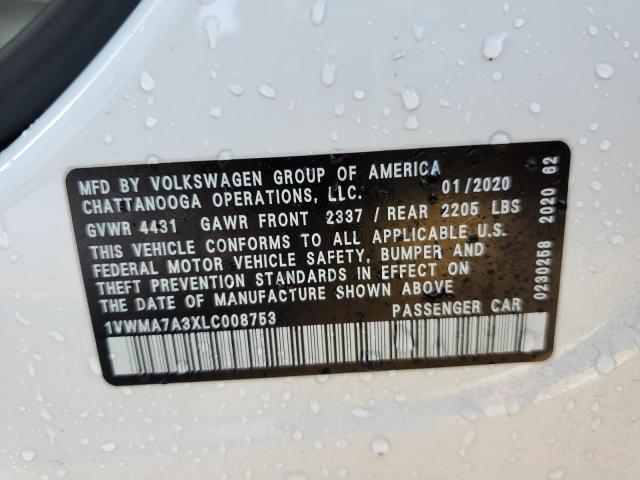 MFD BY VOLKSWAGEN GROUP OF AMERICA
CHATTANOOGA OPERATIONS, LLC. 01/2020
GVWR 4431 GAWR FRONT 2337 / REAR 2205 LBS
THIS VEHICLE CONFORMS TO ALL APPLICABLE U.S.
FEDERAL MOTOR VEHICLE SAFETY, BUMPER AND
THEFT PREVENTION STANDARDS IN EFFECT ON
THE DATE OF MANUFACTURE SHOWN ABOVE
1VWMA7A3XLC008753 PASSENGER CAR
0230258 2020 62